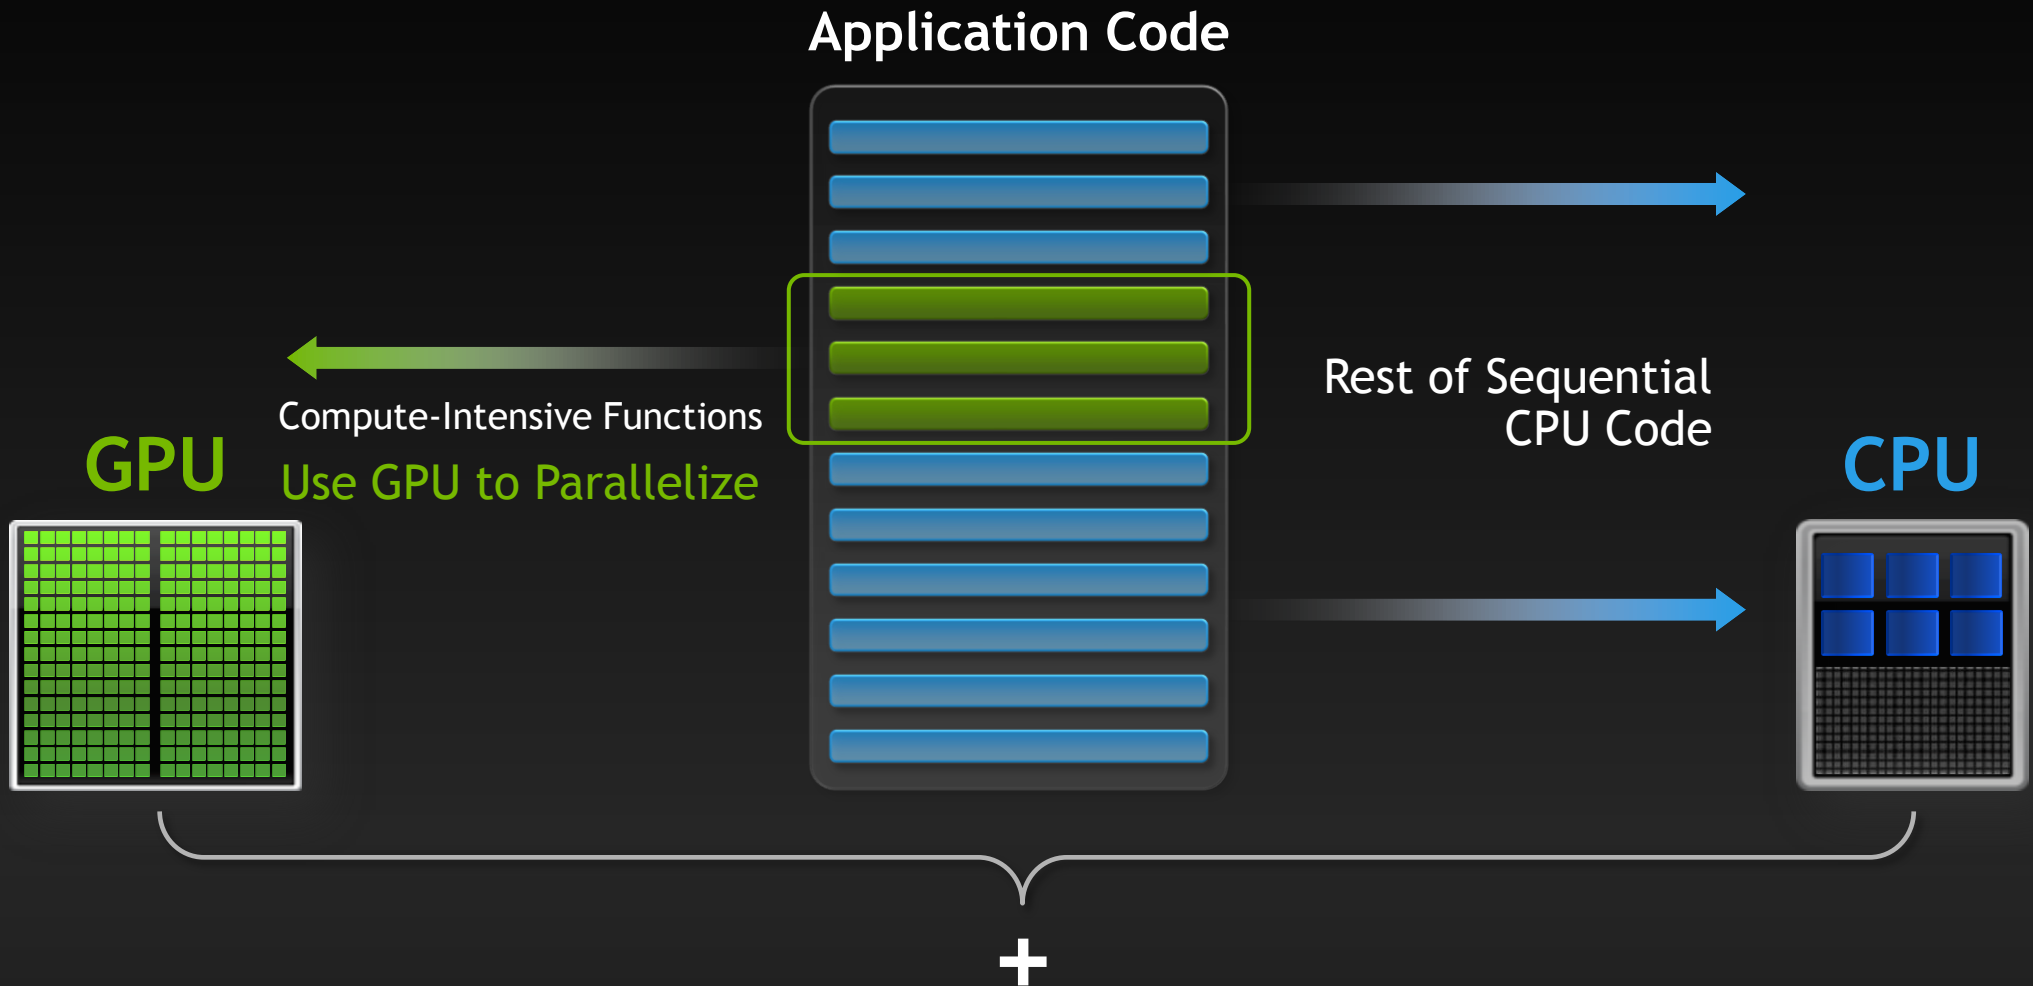 Application Code
Compute-Intensive Functions
Use GPU to Parallelize
GPU
Rest of Sequential
CPU Code
CPU
+